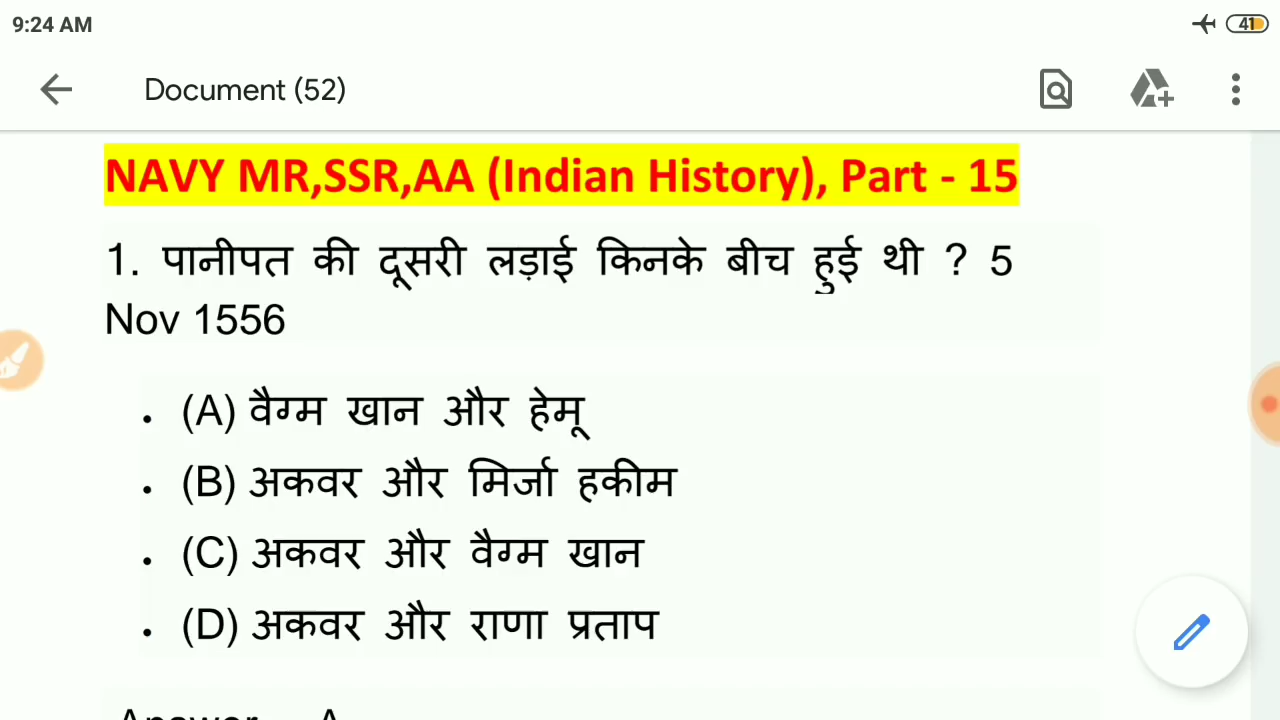 9:24 AM
41
Document (52)
NAVY MR,SSR,AA (Indian History), Part - 15
1. पानीपत की दूसरी लड़ाई किनके बीच हुई थी ? 5
Nov 1556
• (A) वैग्म खान और हेमू
• (B) अकवर और मिर्जा हकीम
• (C) अकवर और वैग्म खान
• (D) अकवर और राणा प्रताप
Answer A